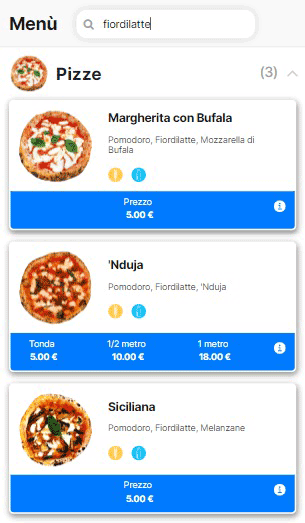 Menù
fiordilatte
Pizze
(3)
Margherita con Bufala
Pomodoro, Fiordilatte, Mozzarella di
Bufala
Prezzo
5.00 €
'Nduja
Pomodoro, Fiordilatte, 'Nduja
Tonda 1/2 metro 1 metro
5.00 € 10.00 € 18.00 €
Siciliana
Pomodoro, Fiordilatte, Melanzane
Prezzo
5.00 €